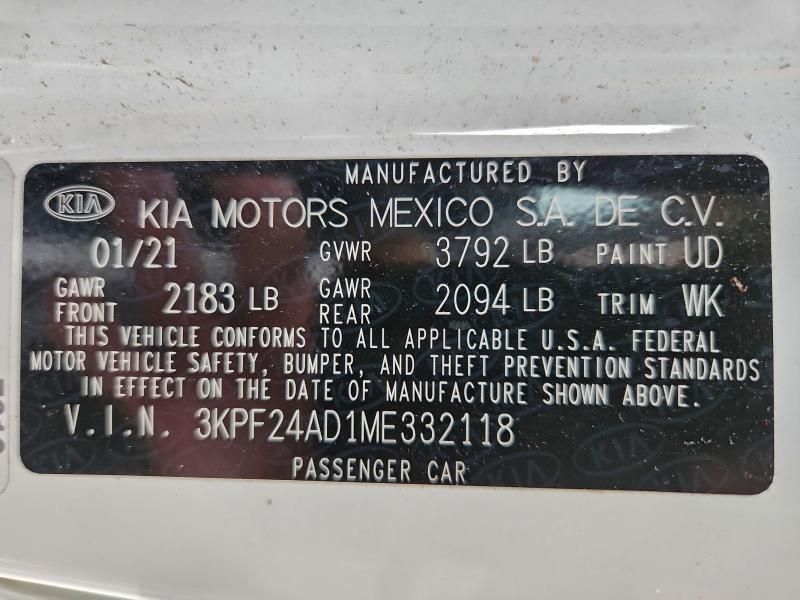 MANUFACTURED BY
KIA KIA MOTORS MEXICO S.A. DE C.V.
01/21 GVWR 3792 LB PAINT UD
GAWR FRONT 2183 LB GAWR REAR 2094 LB TRIM WK
THIS VEHICLE CONFORMS TO ALL APPLICABLE U.S.A. FEDERAL
MOTOR VEHICLE SAFETY, BUMPER, AND THEFT PREVENTION STANDARDS
IN EFFECT ON THE DATE OF MANUFACTURE SHOWN ABOVE.
V.I.N. 3KPF24AD1ME332118
PASSENGER CAR